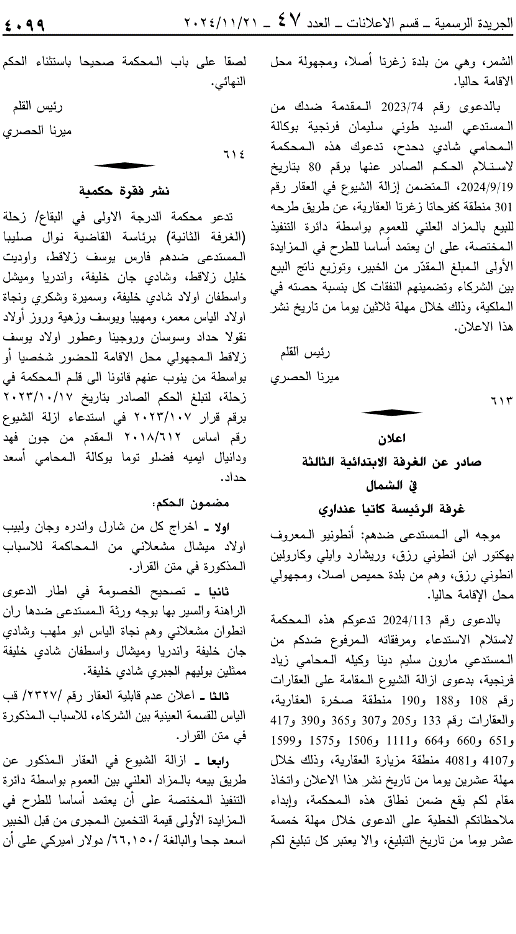 الجريدة الرسمية ــ قسم الاعلانات ــ العدد ٤٧ ــ ٢٠٢٤/١١/٢١
٤٠٩٩
الشمر، وهي من بلدة زغرتا أصلا، ومجهولة محل
الاقامة حاليا.
بالدعوى رقم 2023/74 المقدمة ضدك من
المستدعي السيد طوني سليمان فرنجية بوكالة
المحامي شادي دحدح، تدعوك هذه المحكمة
لاستلام الحكم الصادر عنها برقم 80 بتاريخ
2024/9/19، المتضمن إزالة الشيوع في العقار رقم
301 منطقة كفرحاتا زغرتا العقارية، عن طريق طرحه
للبيع بالمزاد العلني للعموم بواسطة دائرة التنفيذ
المختصة، على ان يعتمد أساسا للطرح في المزايدة
الأولى المبلغ المقدّر من الخبير، وتوزيع ناتج البيع
بين الشركاء وتضمينهم النفقات كل بنسبة حصته في
الملكية، وذلك خلال مهلة ثلاثين يوما من تاريخ نشر
هذا الاعلان.
رئيس القلم
ميرنا الحصري
٦١٣
اعلان
صادر عن الغرفة الابتدائية الثالثة
في الشمال
غرفة الرئيسة كاتيا عنداري
موجه الى المستدعى ضدهم: أنطونيو المعروف
بهكتور ابن انطوني رزق، وريشارد وايلي وكارولين
انطوني رزق، وهم من بلدة حميص اصلا، ومجهولي
محل الإقامة حاليا.
بالدعوى رقم 2024/113 تدعوكم هذه المحكمة
لاستلام الاستدعاء ومرفقاته المرفوع ضدكم من
المستدعي مارون سليم دينا وكيله المحامي زياد
فرنجية، بدعوى ازالة الشيوع المقامة على العقارات
رقم 108 و188 و190 منطقة صخرة العقارية،
والعقارات رقم 133 و205 و307 و365 و390 و417
و651 و660 و664 و1111 و1506 و1575 و1599
و4107 و4081 منطقة مزيارة العقارية، وذلك خلال
مهلة عشرين يوما من تاريخ نشر هذا الاعلان واتخاذ
مقام لكم يقع ضمن نطاق هذه المحكمة، وإبداء
ملاحظاتكم الخطية على الدعوى خلال مهلة خمسة
عشر يوما من تاريخ التبليغ، والا يعتبر كل تبليغ لكم
لصقا على باب المحكمة صحيحا باستثناء الحكم
النهائي.
رئيس القلم
ميرنا الحصري
٦١٤
نشر فقرة حكمية
تدعو محكمة الدرجة الاولى في البقاع/ زحلة
(الغرفة الثانية) برئاسة القاضية نوال صليبا
المستدعى ضدهم فارس يوسف زلاقط، واوديت
خليل زلاقط، وشادي جان خليفة، واندريا وميشل
واسطفان اولاد شادي خليفة، وسميرة وشكري ونجاة
اولاد الياس معمر، ومهيبا ويوسف وزهية وروز أولاد
نقولا حداد وسوسان وروجينا وعطور اولاد يوسف
زلاقط المجهولي محل الاقامة للحضور شخصيا أو
بواسطة من ينوب عنهم قانونا الى قلم المحكمة في
زحلة، لتبلغ الحكم الصادر بتاريخ ٢٠٢٣/١٠/١٧
برقم قرار ٢٠٢٣/١٠٧ في استدعاء ازلة الشيوع
رقم اساس ٢٠١٨/٦١٢ المقدم من جون فهد
ودانيال ايميه فضلو توما بوكالة المحامي أسعد
حداد.
مضمون الحكم:
اولا ــ اخراج كل من شارل واندره وجان ولبيب
اولاد ميشال مشعلاني من المحاكمة للاسباب
المذكورة في متن القرار.
ثانيا ــ تصحيح الخصومة في اطار الدعوى
الراهنة والسير بها بوجه ورثة المستدعى ضدها ران
انطوان مشعلاني وهم نجاة الياس ابو ملهب وشادي
جان خليفة واندريا وميشال واسطفان شادي خليفة
ممثلين بوليهم الجبري شادي خليفة.
ثالثا ــ اعلان عدم قابلية العقار رقم /٢٣٢٧/ قب
الياس للقسمة العينية بين الشركاء، للاسباب المذكورة
في متن القرار.
رابعا ــ ازالة الشيوع في العقار المذكور عن
طريق بيعه بالمزاد العلني بين العموم بواسطة دائرة
التنفيذ المختصة على أن يعتمد أساسا للطرح في
المزايدة الأولى قيمة التخمين المجرى من قبل الخبير
اسعد جحا والبالغة /٦٦,١٥٠/ دولار اميركي على أن